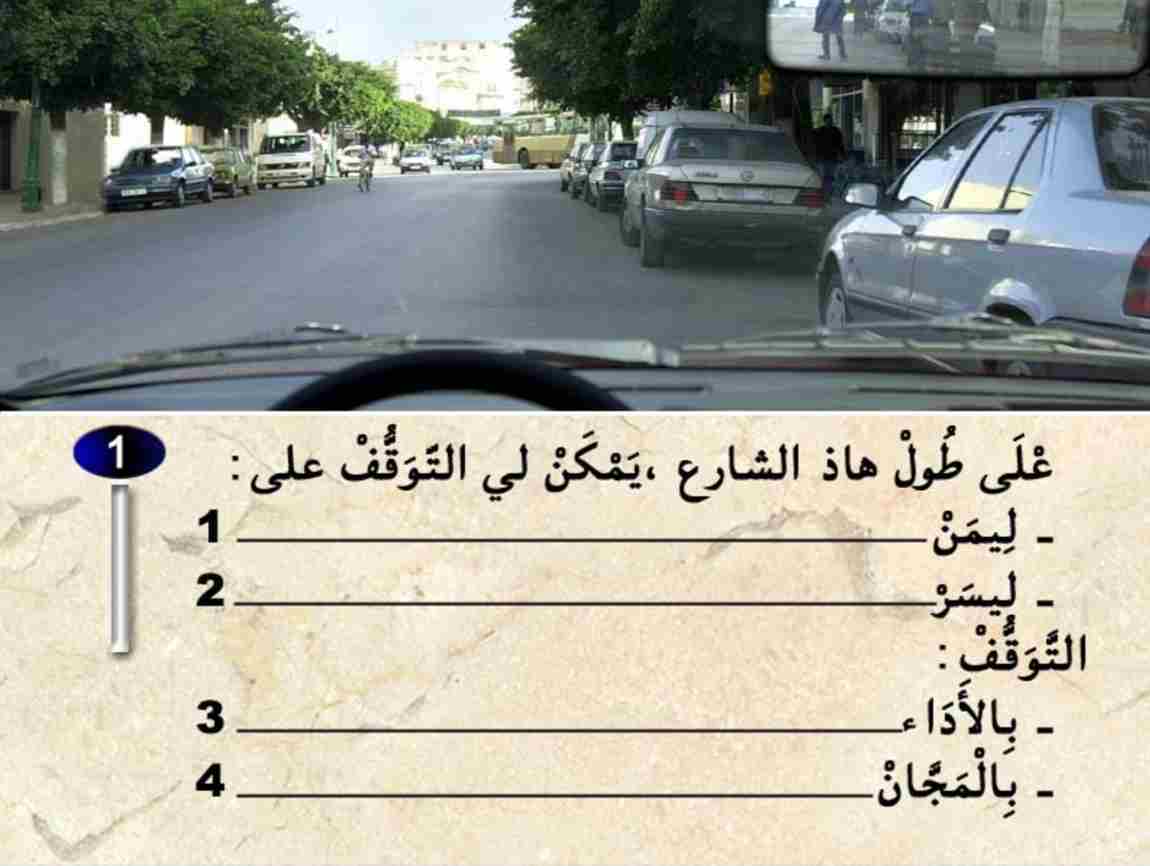 1
عْلَى طُولْ هاذ الشارع ،يَمْكَنْ لي التَّوَقُّفْ على :
ـ لِيمَنْ 1
ـ ليسَرْ 2
التَّوَقُّفْ :
ـ بِالأَدَاء 3
ـ بِالْمَجَّانْ 4